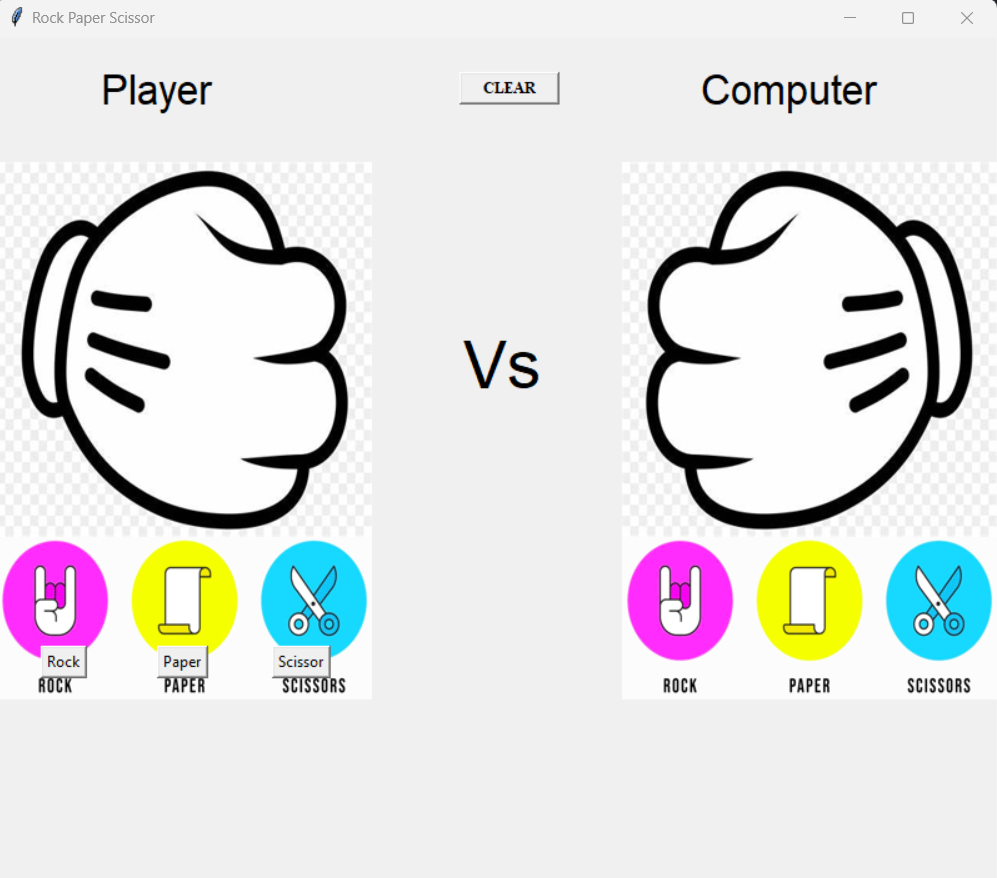 Rock Paper Scissor
Player
CLEAR
Computer
Vs
Rock
Paper
Scissor
ROCK
PAPER
SCISSORS
ROCK
PAPER
SCISSORS